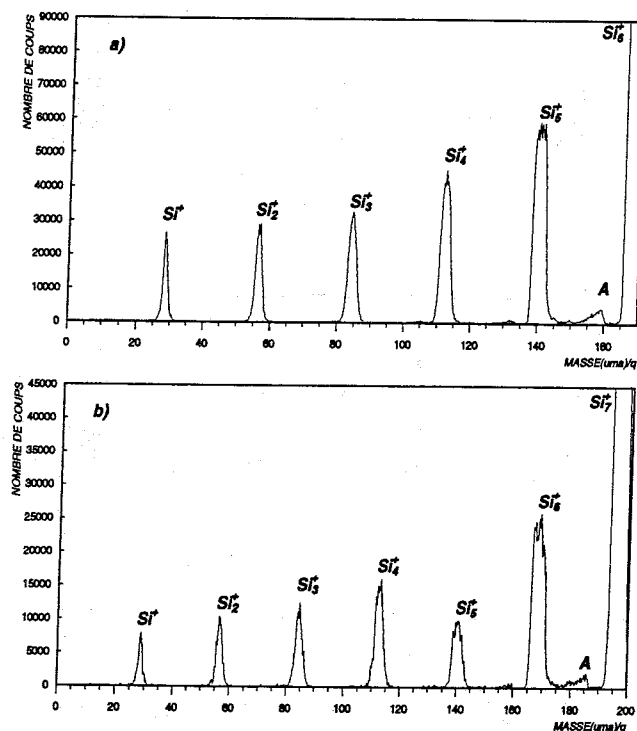 NOMBRE DE COUPS
90000
80000
70000
60000
50000
40000
30000
20000
10000
0
a)
Si⁺
Si₂⁺
Si₃⁺
Si₄⁺
Si₅⁺
A
Si₆⁺
0 20 40 60 80 100 120 140 160
MASSE(uma)/q
NOMBRE DE COUPS
45000
40000
35000
30000
25000
20000
15000
10000
5000
0
b)
Si⁺
Si₂⁺
Si₃⁺
Si₄⁺
Si₅⁺
Si₆⁺
A
Si₇⁺
0 20 40 60 80 100 120 140 160 180 200
MASSE(uma)/q